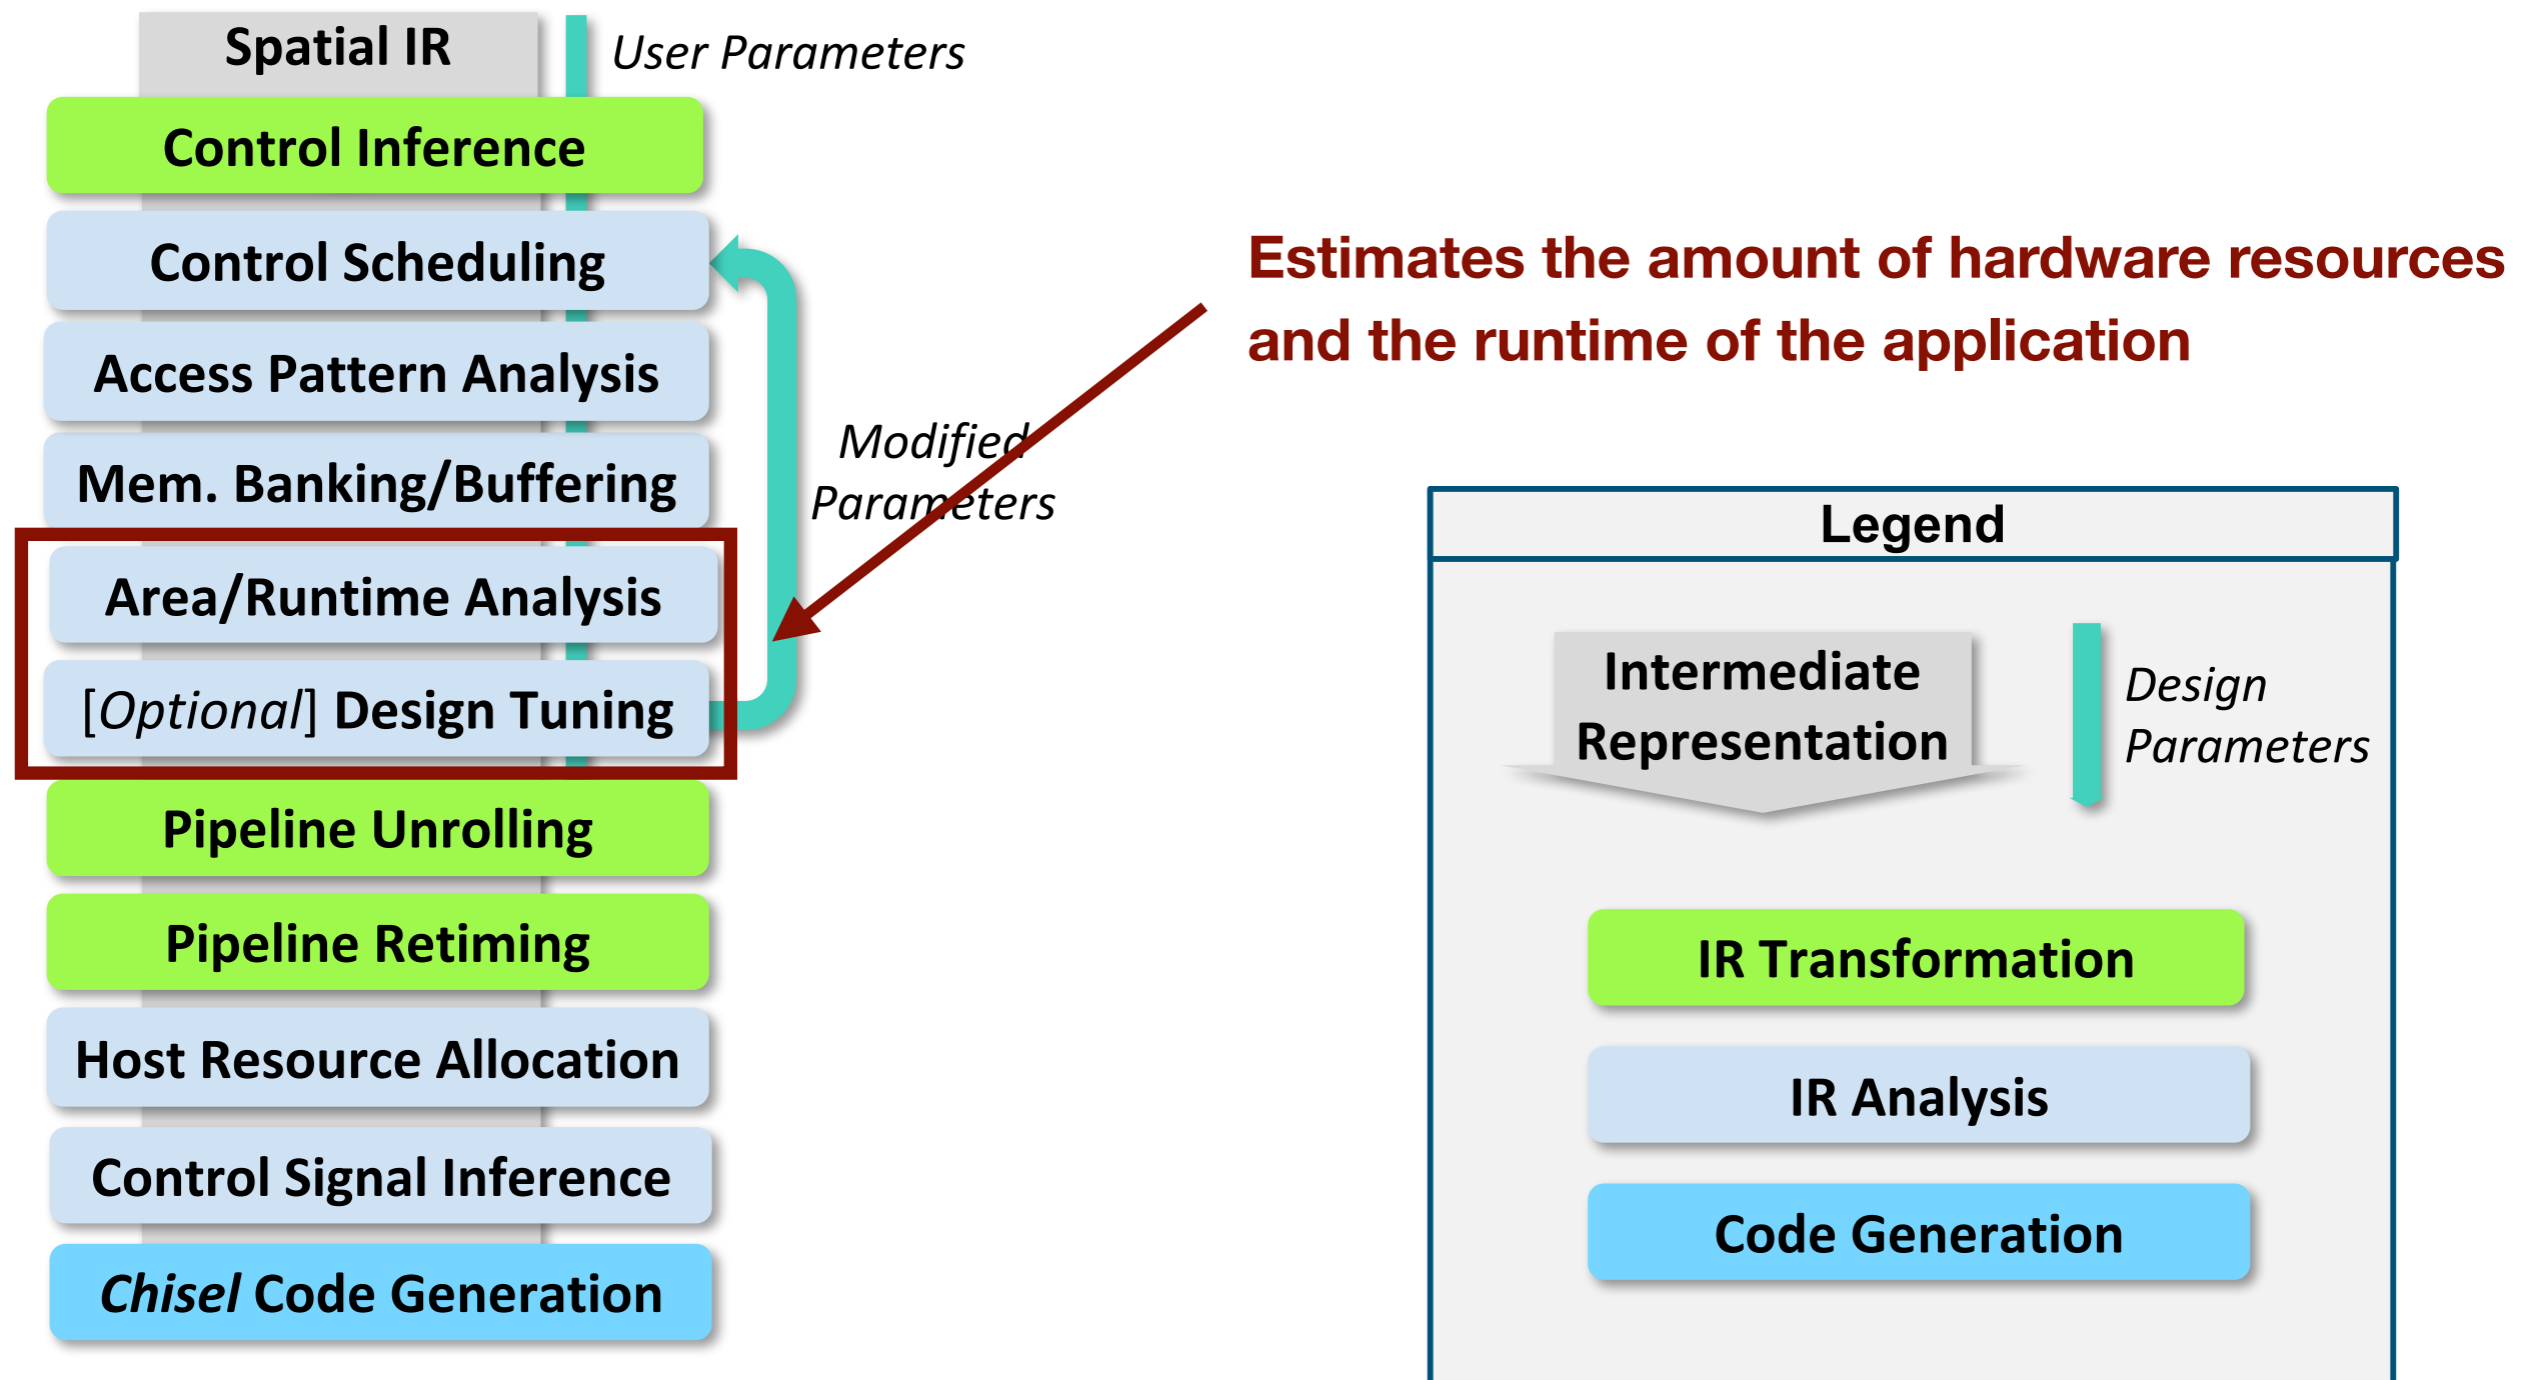 Spatial IR
User Parameters
Control Inference
Control Scheduling
Access Pattern Analysis
Mem. Banking/Buffering
Area/Runtime Analysis
[Optional] Design Tuning
Pipeline Unrolling
Pipeline Retiming
Host Resource Allocation
Control Signal Inference
Chisel Code Generation
Modified
Parameters
Estimates the amount of hardware resources
and the runtime of the application
Legend
Intermediate
Representation
Design
Parameters
IR Transformation
IR Analysis
Code Generation